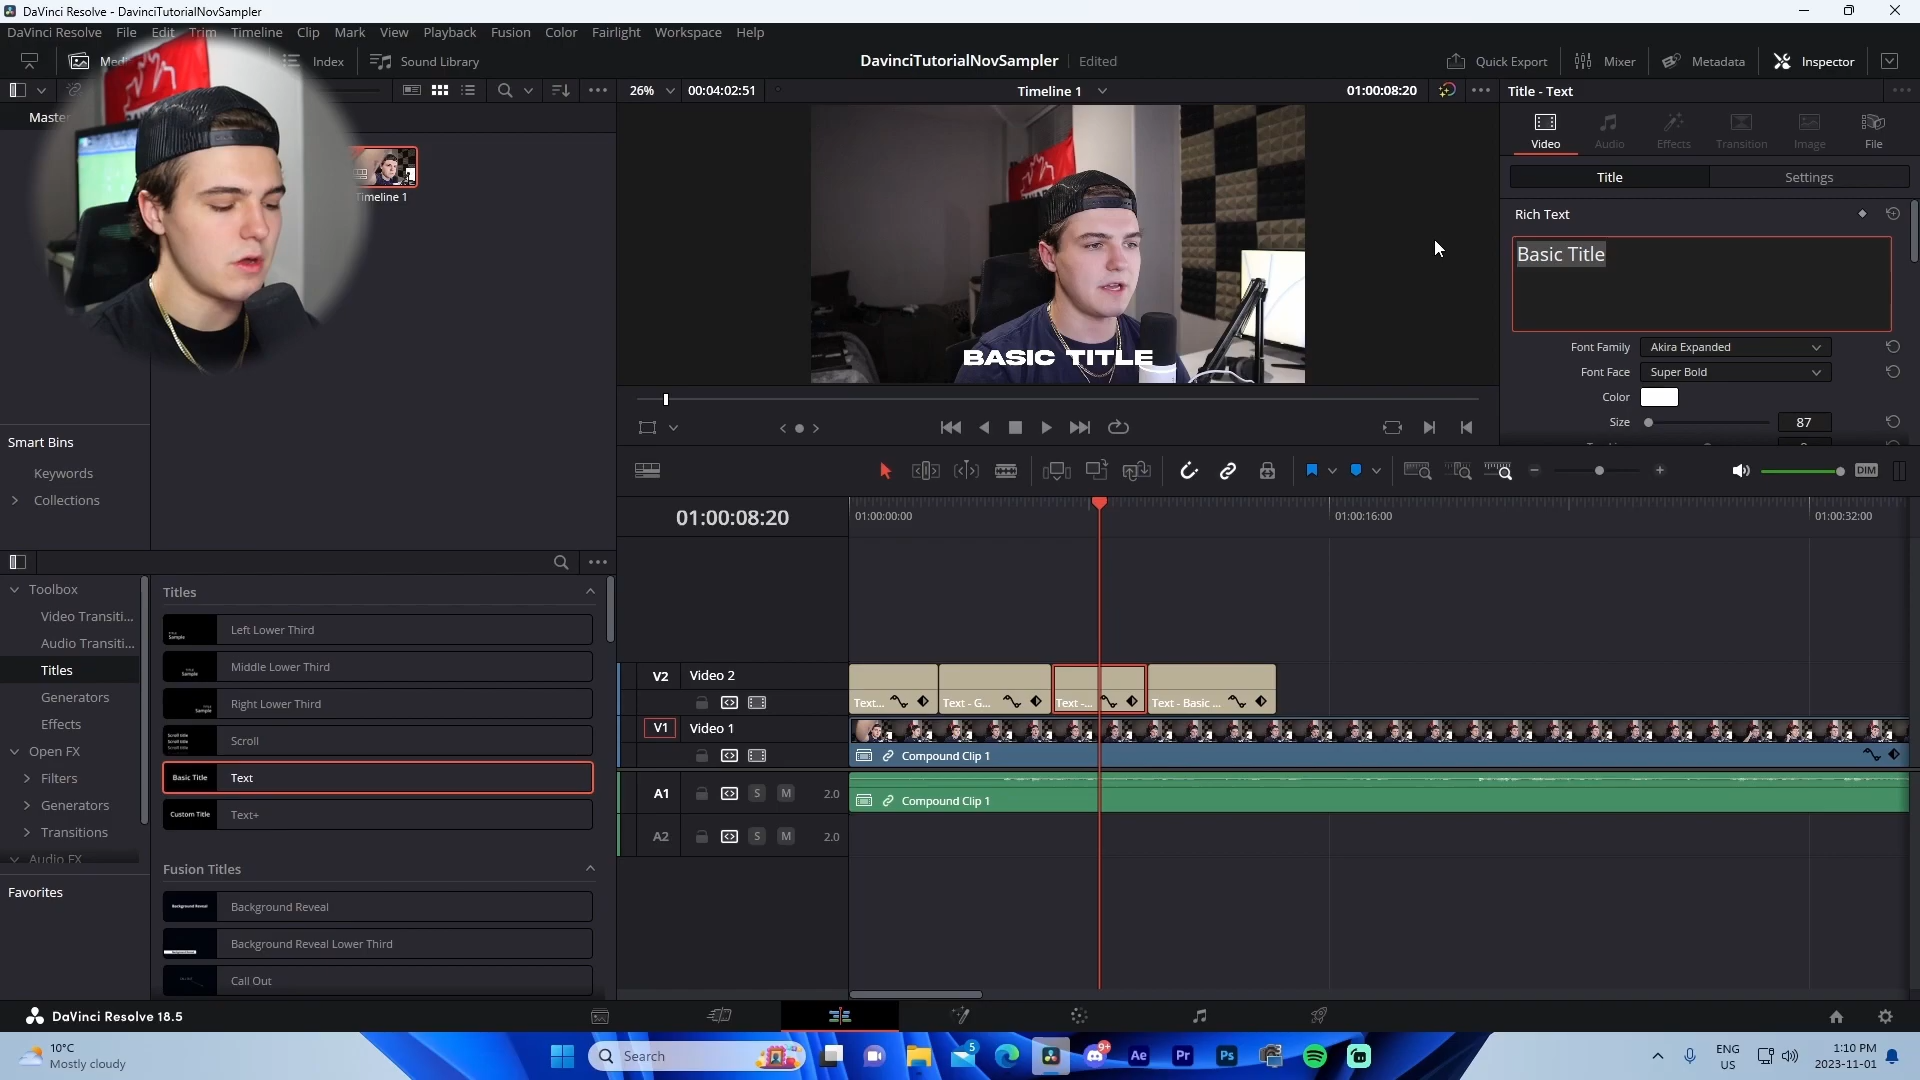 DaVinci Resolve - DavinciTutorialNovSampler
DaVinci Resolve File Edit Trim Timeline Clip Mark View Playback Fusion Color Fairlight Workspace Help
Index Sound Library
DavinciTutorialNovSampler Edited
Quick Export Mixer Metadata Inspector
26% 00:04:02:51 Timeline 1 01:00:08:20 Title - Text
Master
Timeline 1
Video Audio Effects Transition Image File
Title Settings
Rich Text
Basic Title
BASIC TITLE
Font Family Akira Expanded
Font Face Super Bold
Color
Size 87
Smart Bins
Keywords
Collections
DIM
01:00:08:20
01:00:00:00 01:00:16:00 01:00:32:00
Toolbox
Video Transiti...
Audio Transiti...
Titles
Generators
Effects
Open FX
Filters
Generators
Transitions
Audio FX
Favorites
Titles
Left Lower Third
Middle Lower Third
Right Lower Third
Scroll
Basic Title Text
Custom Title Text+
Fusion Titles
Background Reveal Background Reveal
Background Reveal Lower Third
Call Out
V2 Video 2
Text... Text - G... Text -... Text - Basic ...
V1 Video 1
Compound Clip 1
A1 S M 2.0
Compound Clip 1
A2 S M 2.0
DaVinci Resolve 18.5
10°C
Mostly cloudy
Search
5
9+
Ae
Pr
Ps
ENG
US
1:10 PM
2023-11-01